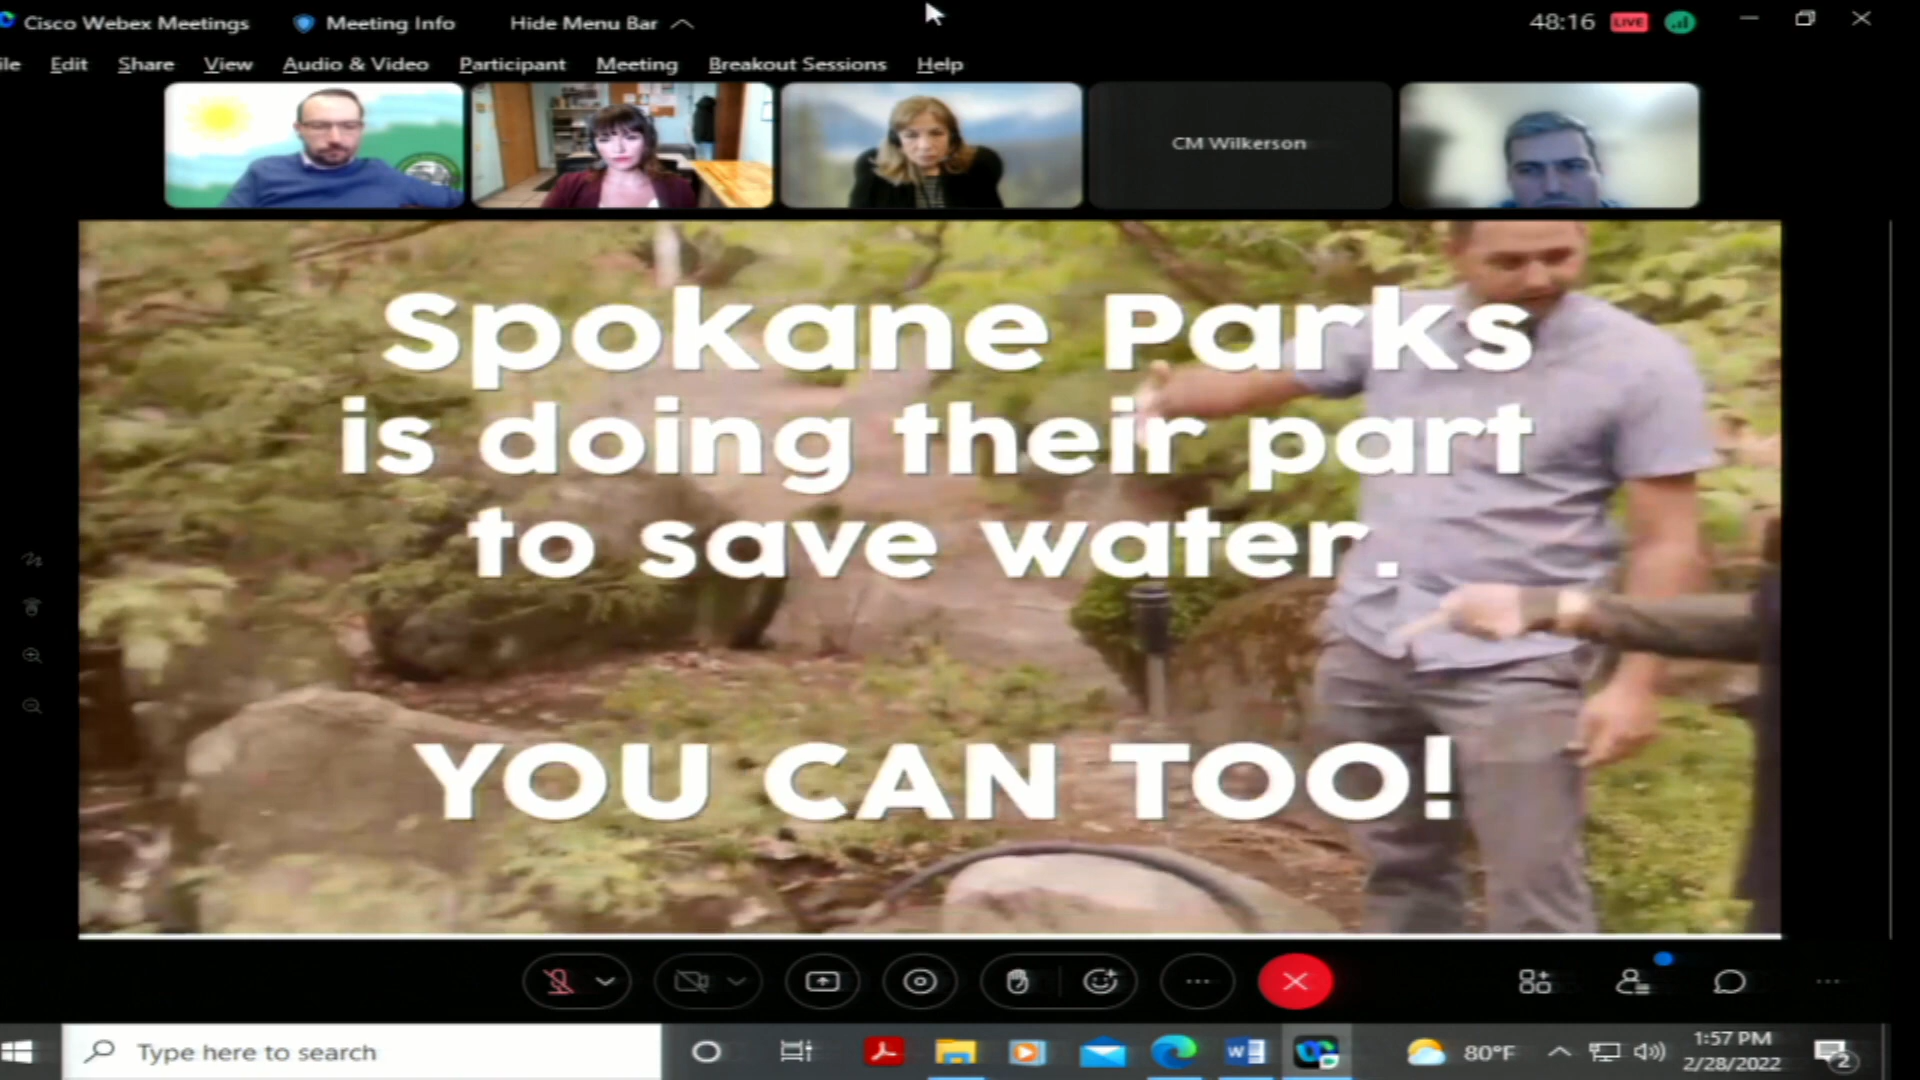 Cisco Webex Meetings
Meeting Info
Hide Menu Bar
48:16
LIVE
ile
Edit
Share
View
Audio & Video
Participant
Meeting
Breakout Sessions
Help
CM Wilkerson
Spokane Parks
is doing their part
to save water.
YOU CAN TOO!
Type here to search
80°F
1:57 PM
2/28/2022
2